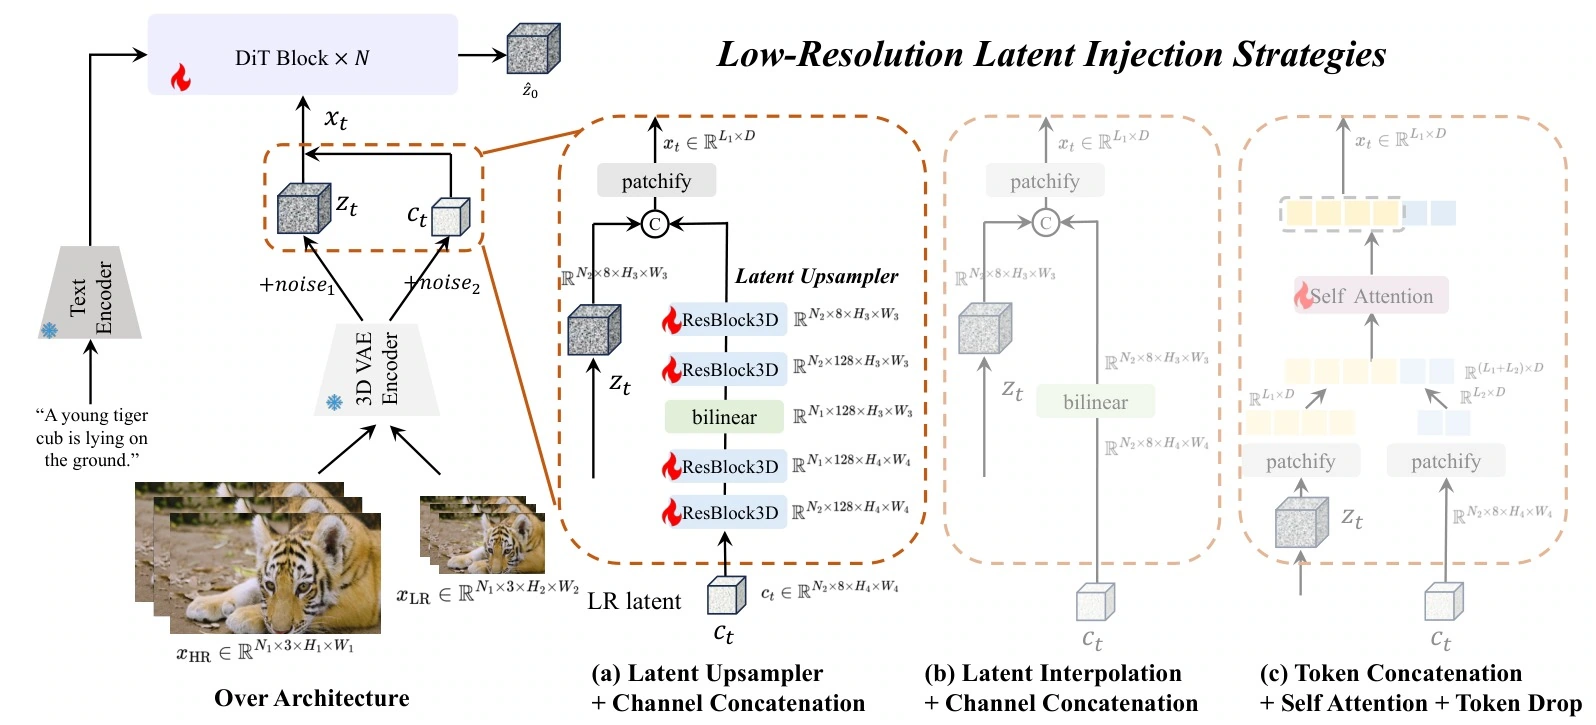 Low-Resolution Latent Injection Strategies
DiT Block × N
ẑ₀
xₜ
zₜ
cₜ
+noise₁
+noise₂
Text
Encoder
3D VAE
Encoder
“A young tiger
cub is lying on
the ground.”
x_HR ∈ ℝ^{N₁×3×H₁×W₁}
x_LR ∈ ℝ^{N₁×3×H₂×W₂}
Over Architecture
xₜ ∈ ℝ^{L₁×D}
patchify
C
ℝ^{N₂×8×H₃×W₃}
Latent Upsampler
ResBlock3D ℝ^{N₂×8×H₃×W₃}
ResBlock3D ℝ^{N₂×128×H₃×W₃}
zₜ
bilinear ℝ^{N₁×128×H₃×W₃}
ResBlock3D ℝ^{N₁×128×H₄×W₄}
ResBlock3D ℝ^{N₂×128×H₄×W₄}
LR latent
cₜ ∈ ℝ^{N₂×8×H₄×W₄}
cₜ
(a) Latent Upsampler
+ Channel Concatenation
xₜ ∈ ℝ^{L₁×D}
patchify
C
ℝ^{N₂×8×H₃×W₃}
zₜ
ℝ^{N₂×8×H₃×W₃}
bilinear
ℝ^{N₂×8×H₄×W₄}
cₜ
(b) Latent Interpolation
+ Channel Concatenation
xₜ ∈ ℝ^{L₁×D}
Self Attention
ℝ^{(L₁+L₂)×D}
ℝ^{L₁×D}
ℝ^{L₂×D}
patchify
patchify
zₜ
ℝ^{N₂×8×H₄×W₄}
cₜ
(c) Token Concatenation
+ Self Attention + Token Drop